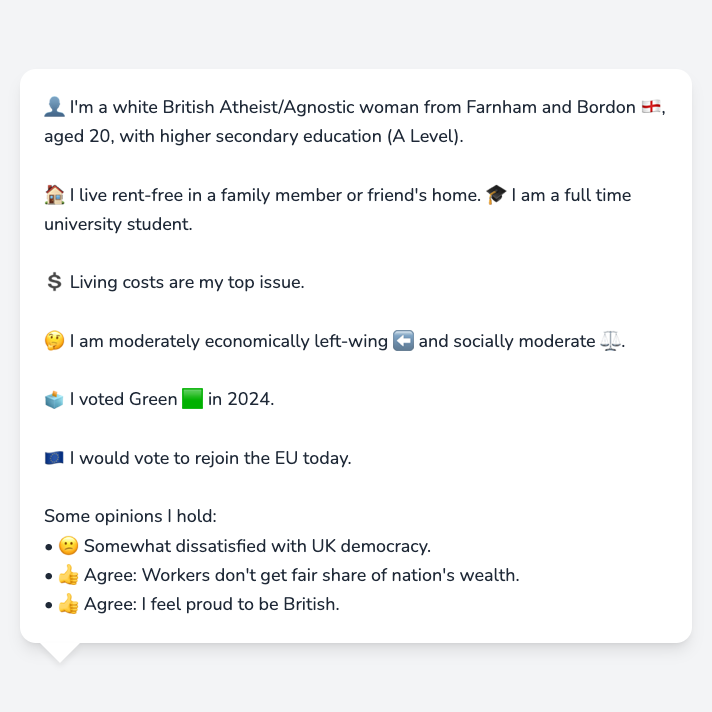 👤 I'm a white British Atheist/Agnostic woman from Farnham and Bordon 🏴󠁧󠁢󠁥󠁮󠁧󠁿,
aged 20, with higher secondary education (A Level).
🏠 I live rent-free in a family member or friend's home. 🎓 I am a full time
university student.
💲 Living costs are my top issue.
🤔 I am moderately economically left-wing ⬅️ and socially moderate ⚖️.
🗳️ I voted Green 🟩 in 2024.
🇪🇺 I would vote to rejoin the EU today.
Some opinions I hold:
• 😕 Somewhat dissatisfied with UK democracy.
• 👍 Agree: Workers don't get fair share of nation's wealth.
• 👍 Agree: I feel proud to be British.